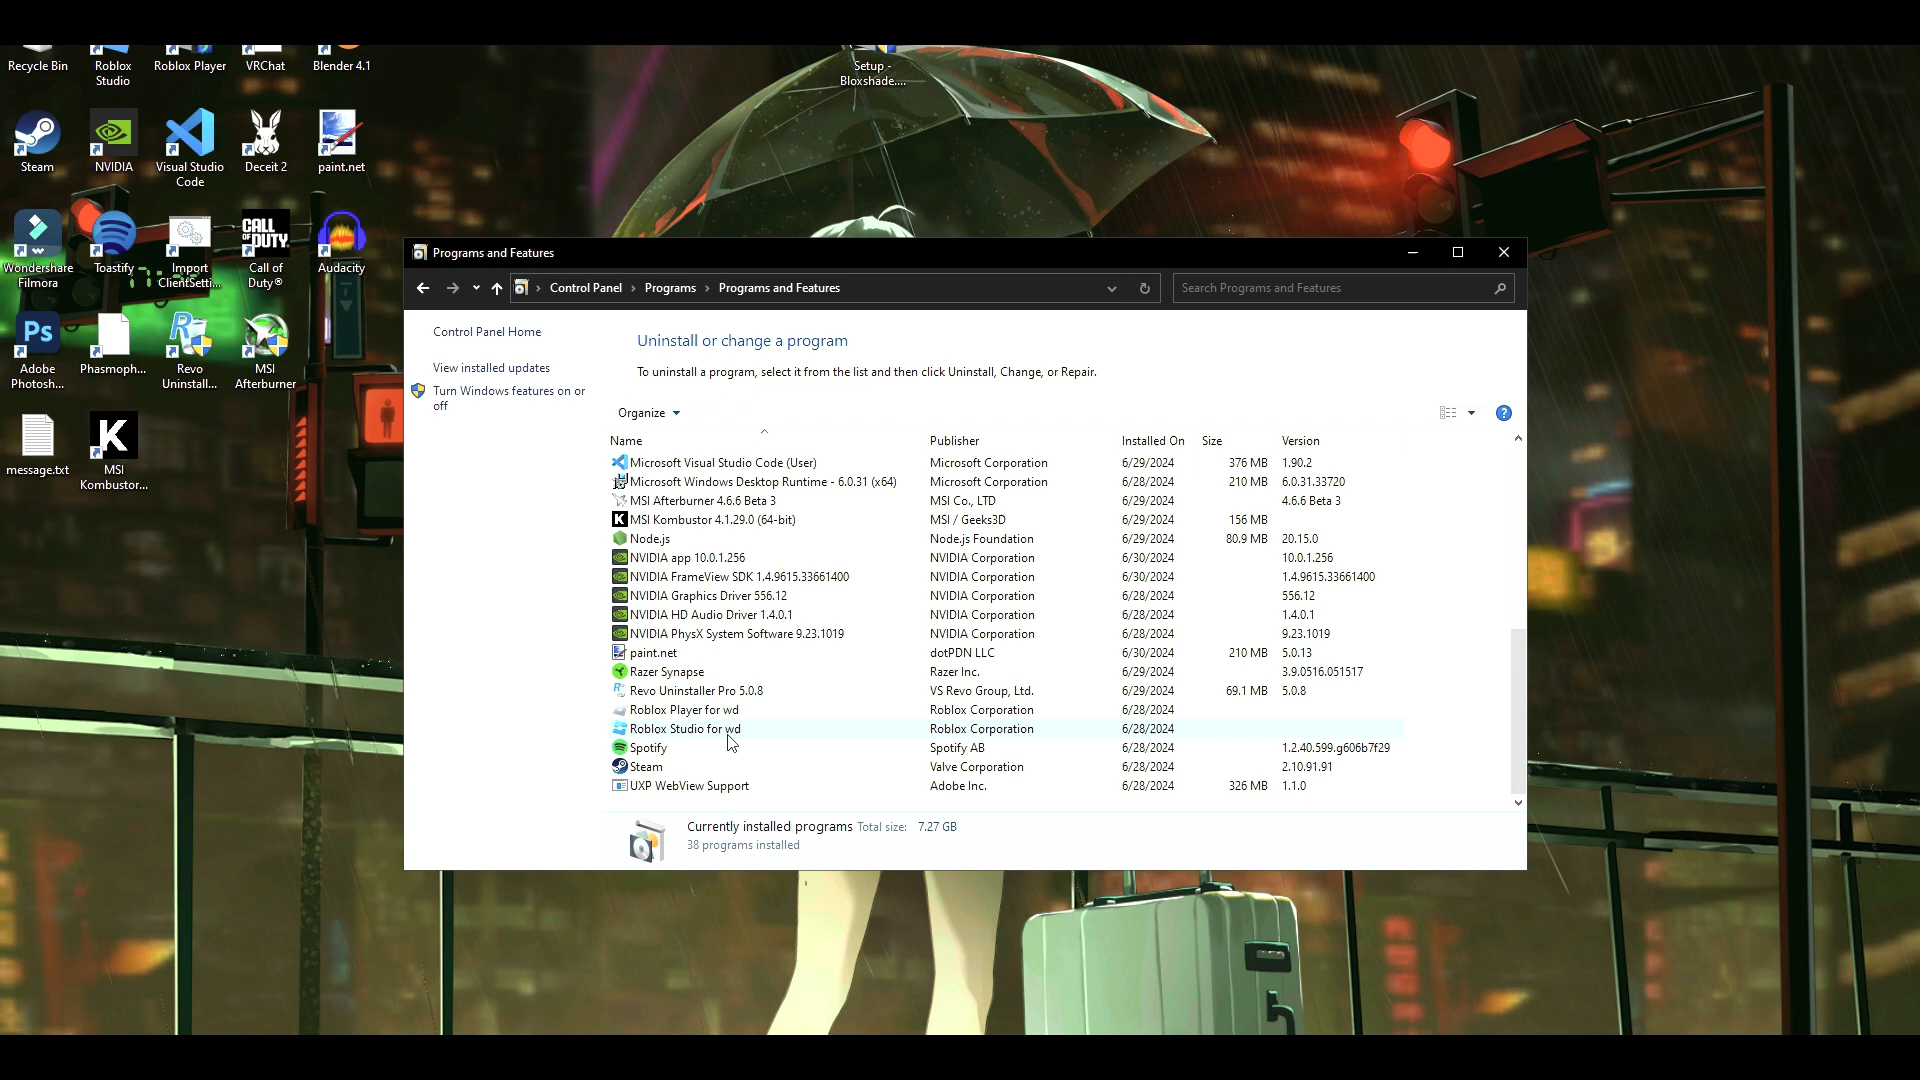 Recycle Bin
Roblox
Studio
Roblox Player
VRChat
Blender 4.1
Setup -
Bloxshade....
Steam
NVIDIA
Visual Studio
Code
Deceit 2
paint.net
CALL OF DUTY
Wondershare
Filmora
Toastify
Import
ClientSetti...
Call of
Duty®
Audacity
Ps
Adobe
Photosh...
Phasmoph...
Revo
Uninstall...
MSI
Afterburner
message.txt
K
MSI
Kombustor...
Programs and Features
Control Panel > Programs > Programs and Features
Search Programs and Features
Control Panel Home
View installed updates
Turn Windows features on or
off
Uninstall or change a program
To uninstall a program, select it from the list and then click Uninstall, Change, or Repair.
Organize
Name Publisher Installed On Size Version
Microsoft Visual Studio Code (User) Microsoft Corporation 6/29/2024 376 MB 1.90.2
Microsoft Windows Desktop Runtime - 6.0.31 (x64) Microsoft Corporation 6/28/2024 210 MB 6.0.31.33720
MSI Afterburner 4.6.6 Beta 3 MSI Co., LTD 6/29/2024 4.6.6 Beta 3
MSI Kombustor 4.1.29.0 (64-bit) MSI / Geeks3D 6/29/2024 156 MB
Node.js Node.js Foundation 6/29/2024 80.9 MB 20.15.0
NVIDIA app 10.0.1.256 NVIDIA Corporation 6/30/2024 10.0.1.256
NVIDIA FrameView SDK 1.4.9615.33661400 NVIDIA Corporation 6/30/2024 1.4.9615.33661400
NVIDIA Graphics Driver 556.12 NVIDIA Corporation 6/28/2024 556.12
NVIDIA HD Audio Driver 1.4.0.1 NVIDIA Corporation 6/28/2024 1.4.0.1
NVIDIA PhysX System Software 9.23.1019 NVIDIA Corporation 6/28/2024 9.23.1019
paint.net dotPDN LLC 6/30/2024 210 MB 5.0.13
Razer Synapse Razer Inc. 6/29/2024 3.9.0516.051517
Revo Uninstaller Pro 5.0.8 VS Revo Group, Ltd. 6/29/2024 69.1 MB 5.0.8
Roblox Player for wd Roblox Corporation 6/28/2024
Roblox Studio for wd Roblox Corporation 6/28/2024
Spotify Spotify AB 6/28/2024 1.2.40.599.g606b7f29
Steam Valve Corporation 6/28/2024 2.10.91.91
UXP WebView Support Adobe Inc. 6/28/2024 326 MB 1.1.0
Currently installed programs Total size: 7.27 GB
38 programs installed